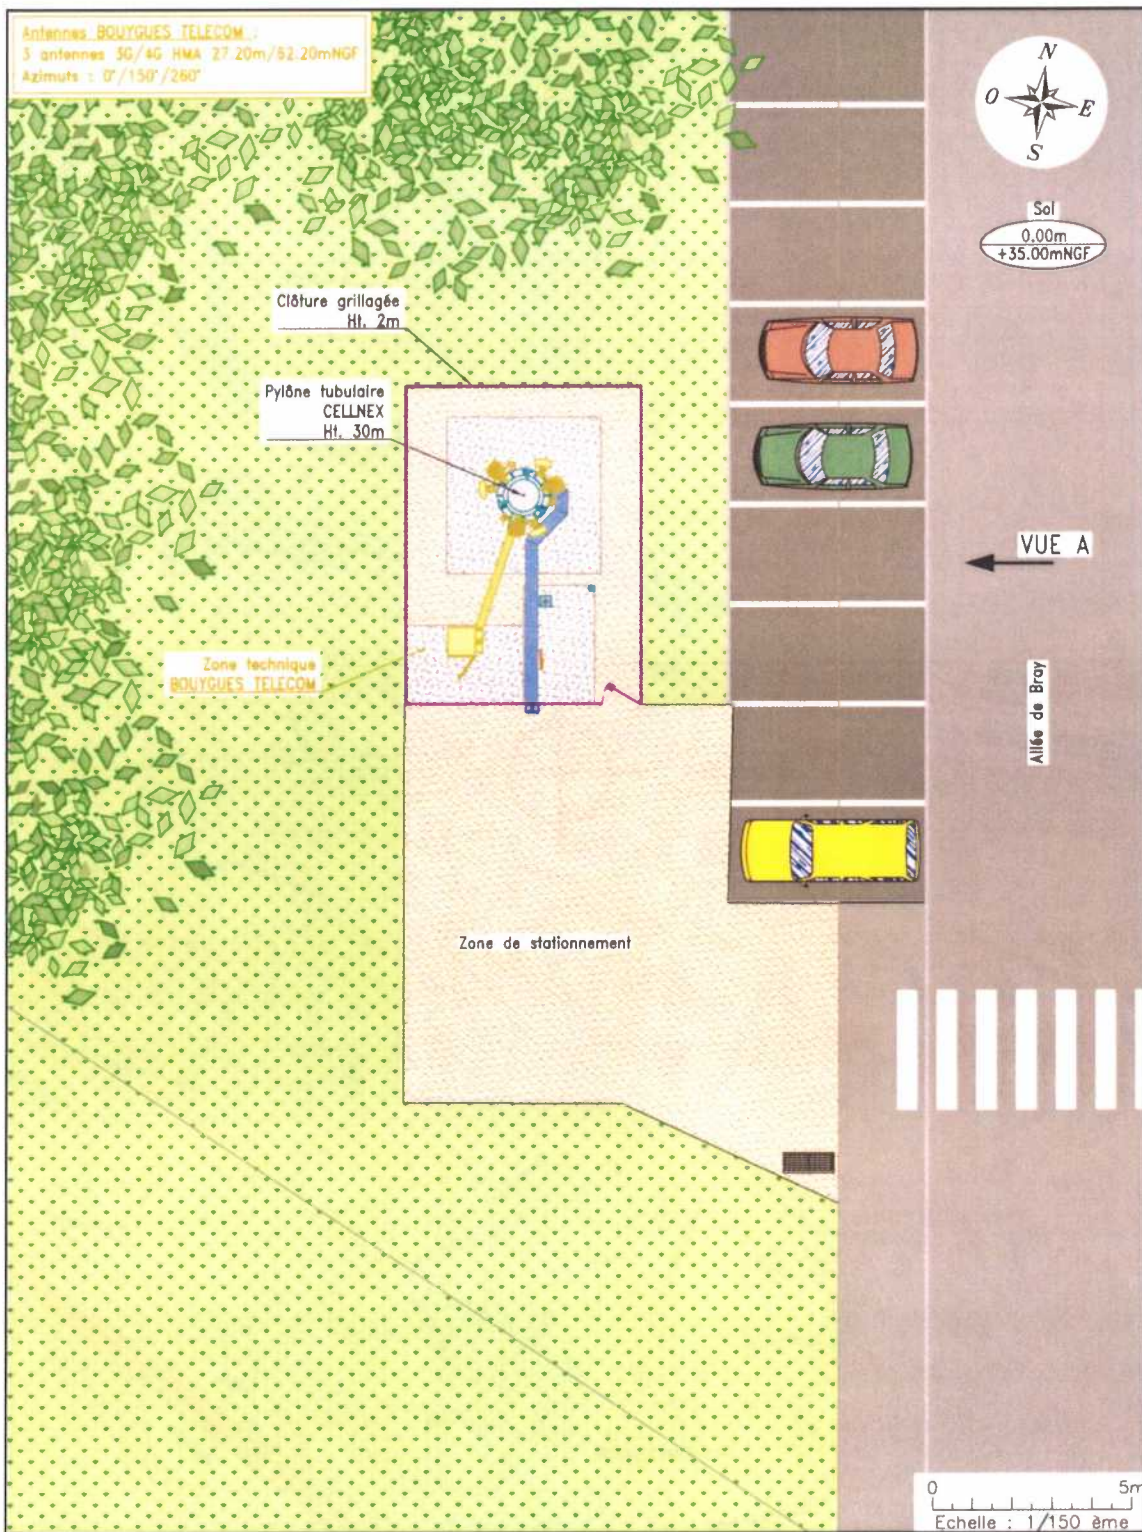 Antennes BOUYGUES TELECOM :
3 antennes 3G/4G HMA 27.20m/62.20mNGF
Azimuts : 0°/150°/260°
N
O
E
S
Sol
0.00m
+35.00mNGF
Clôture grillagée
Ht. 2m
Pylône tubulaire
CELLNEX
Ht. 30m
VUE A
Zone technique
BOUYGUES TELECOM
Allée de Bray
Zone de stationnement
0 5m
Echelle : 1/150 ème